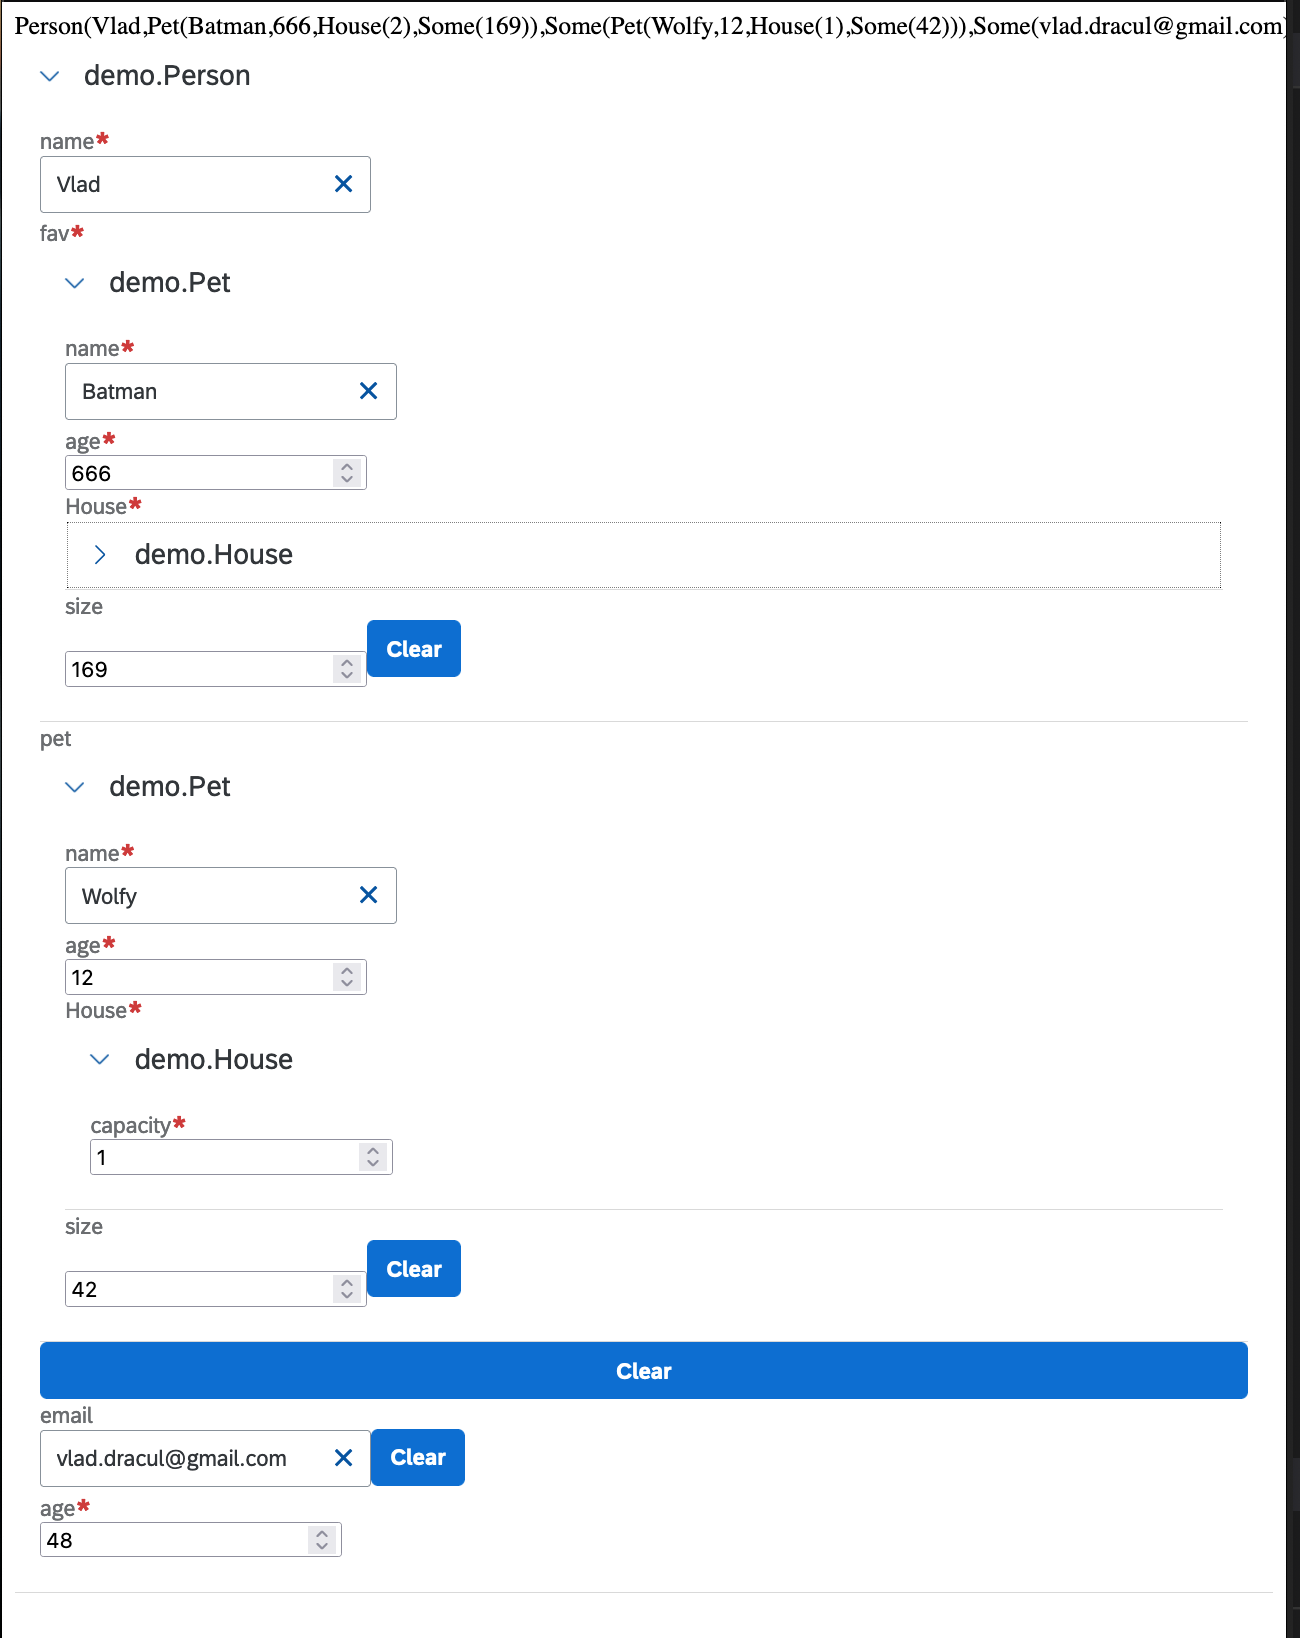 Person(Vlad,Pet(Batman,666,House(2),Some(169)),Some(Pet(Wolfy,12,House(1),Some(42))),Some(vlad.dracul@gmail.com)
demo.Person
name*
Vlad
fav*
demo.Pet
name*
Batman
age*
666
House*
demo.House
size
169
Clear
pet
demo.Pet
name*
Wolfy
age*
12
House*
demo.House
capacity*
1
size
42
Clear
Clear
email
vlad.dracul@gmail.com
Clear
age*
48